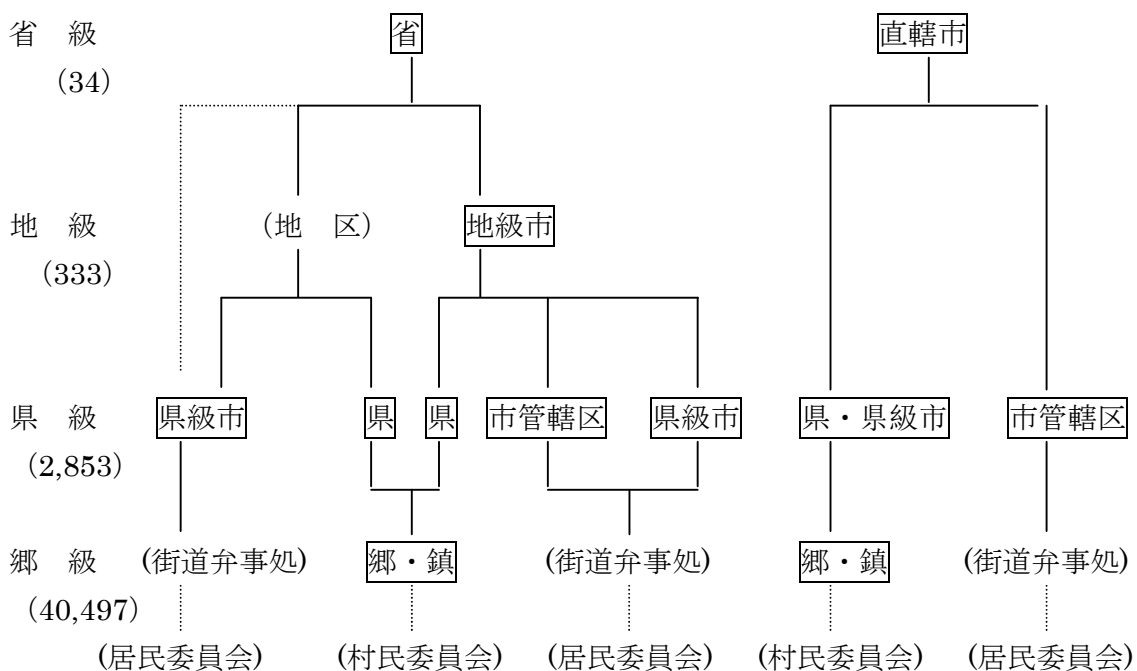 省　級 省 直轄市
（34）
地　級 （地　区） 地級市
（333）
県　級 県級市 県 県 市管轄区 県級市 県・県級市 市管轄区
（2,853）
郷　級 (街道弁事処) 郷・鎮 (街道弁事処) 郷・鎮 (街道弁事処)
（40,497）
(居民委員会) (村民委員会) (居民委員会) (村民委員会) (居民委員会)